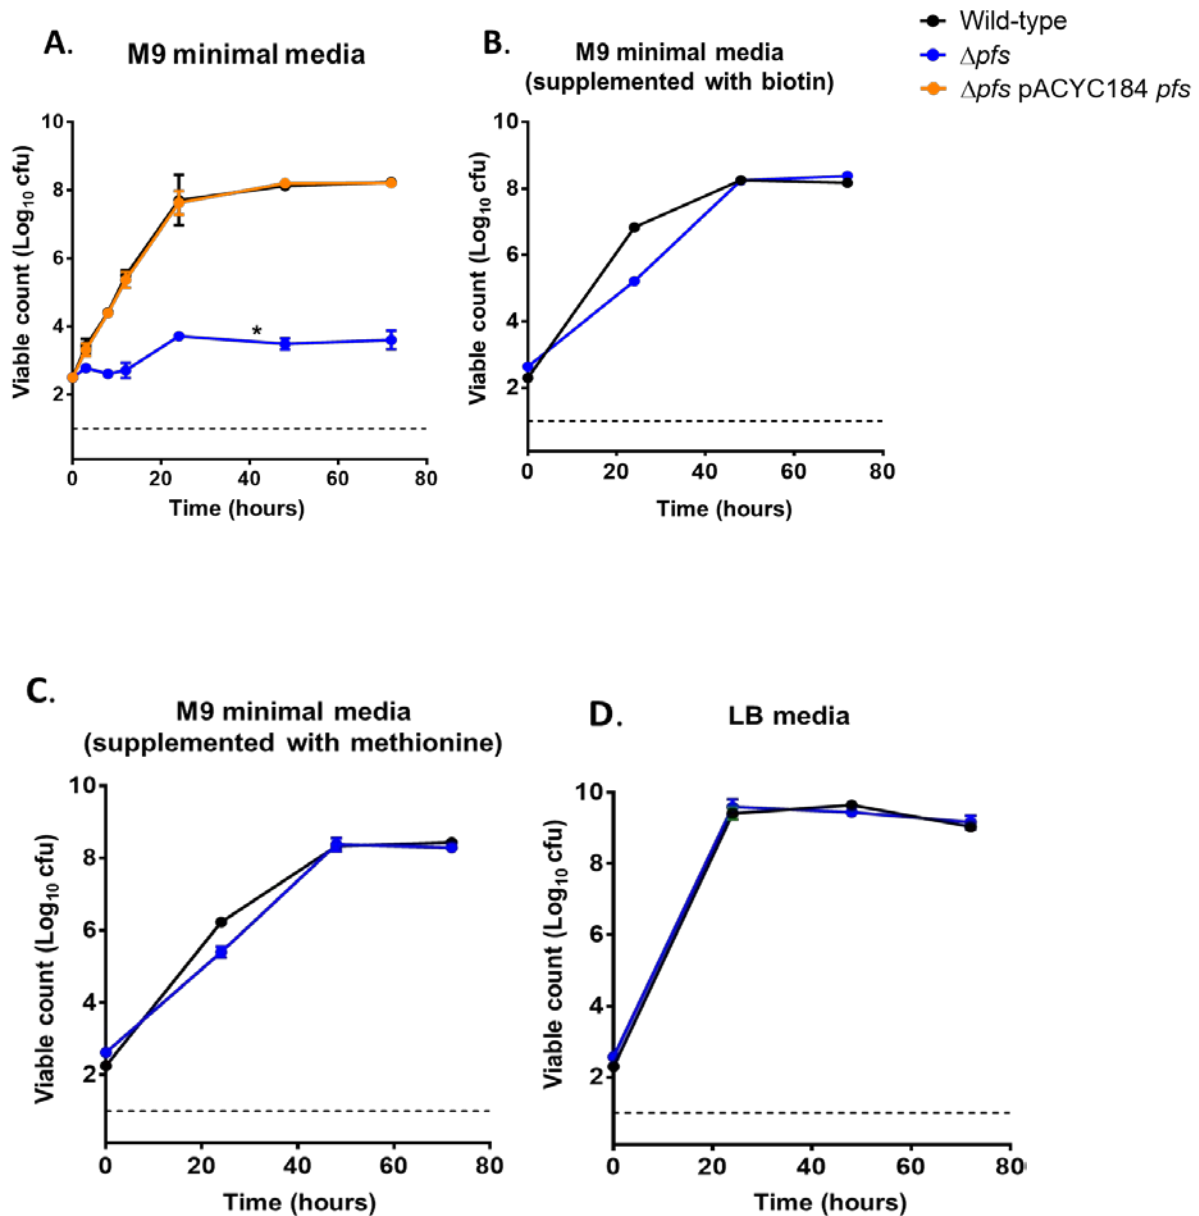 Wild-type
Δpfs
Δpfs pACYC184 pfs
A.
M9 minimal media
Viable count (Log10 cfu)
10
8
6
4
2
*
0
20
40
60
80
Time (hours)
B.
M9 minimal media
(supplemented with biotin)
Viable count (Log10 cfu)
10
8
6
4
2
0
20
40
60
80
Time (hours)
C.
M9 minimal media
(supplemented with methionine)
Viable count (Log10 cfu)
10
8
6
4
2
0
20
40
60
80
Time (hours)
D.
LB media
Viable count (Log10 cfu)
10
8
6
4
2
0
20
40
60
80
Time (hours)